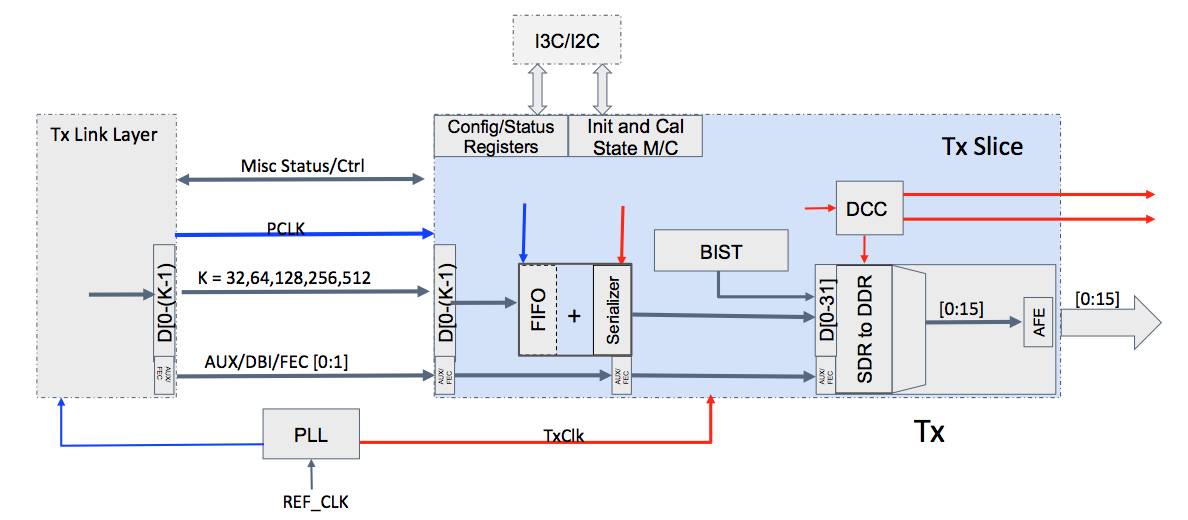 I3C/I2C
Tx Link Layer
Config/Status
Registers
Init and Cal
State M/C
Tx Slice
Misc Status/Ctrl
DCC
PCLK
BIST
D[0-(K-1)
K = 32,64,128,256,512
D[0-(K-1)
FIFO
+
Serializer
D[0-31]
SDR to DDR
[0:15]
AFE
[0:15]
AUX/DBI/FEC [0:1]
AUX/
FEC
AUX/
FEC
AUX/
FEC
AUX/
FEC
PLL
TxClk
Tx
REF_CLK